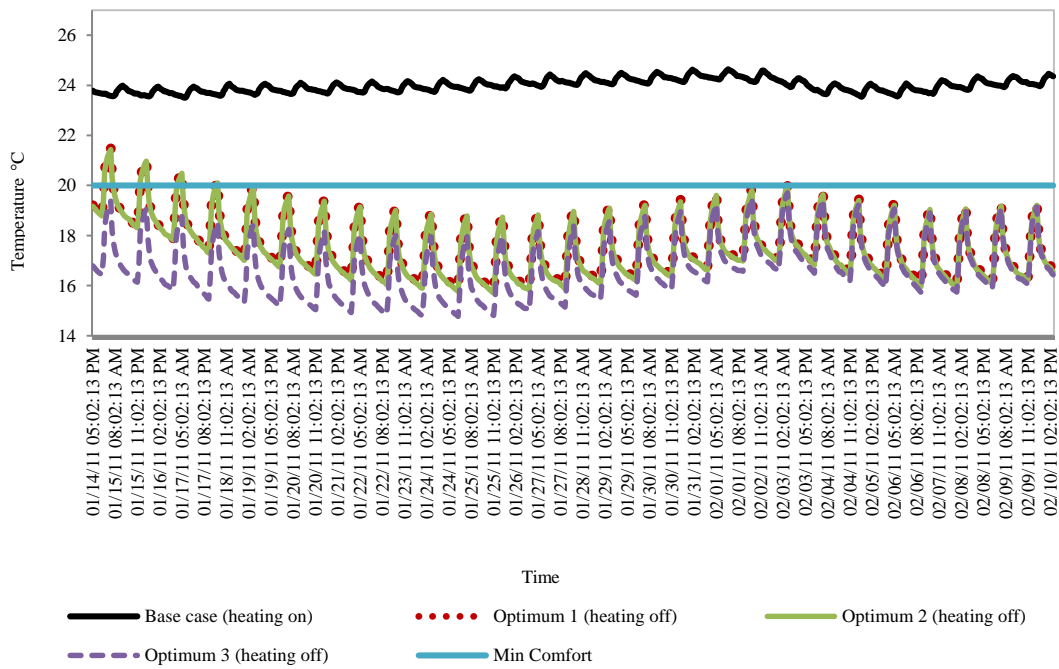 26
24
22
20
18
16
14
Temperature °C
01/14/11 05:02:13 PM
01/15/11 08:02:13 AM
01/15/11 11:02:13 PM
01/16/11 02:02:13 PM
01/17/11 05:02:13 AM
01/17/11 08:02:13 PM
01/18/11 11:02:13 AM
01/19/11 02:02:13 AM
01/19/11 05:02:13 PM
01/20/11 08:02:13 AM
01/20/11 11:02:13 PM
01/21/11 02:02:13 PM
01/22/11 05:02:13 AM
01/22/11 08:02:13 PM
01/23/11 11:02:13 AM
01/24/11 02:02:13 AM
01/24/11 05:02:13 PM
01/25/11 08:02:13 AM
01/25/11 11:02:13 PM
01/26/11 02:02:13 PM
01/27/11 05:02:13 AM
01/27/11 08:02:13 PM
01/28/11 11:02:13 AM
01/29/11 02:02:13 AM
01/29/11 05:02:13 PM
01/30/11 08:02:13 AM
01/30/11 11:02:13 PM
01/31/11 02:02:13 PM
02/01/11 05:02:13 AM
02/01/11 08:02:13 PM
02/02/11 11:02:13 AM
02/03/11 02:02:13 AM
02/03/11 05:02:13 PM
02/04/11 08:02:13 AM
02/04/11 11:02:13 PM
02/05/11 02:02:13 PM
02/06/11 05:02:13 AM
02/06/11 08:02:13 PM
02/07/11 11:02:13 AM
02/08/11 02:02:13 AM
02/08/11 05:02:13 PM
02/09/11 08:02:13 AM
02/09/11 11:02:13 PM
02/10/11 02:02:13 PM
Time
Base case (heating on)
Optimum 1 (heating off)
Optimum 2 (heating off)
Optimum 3 (heating off)
Min Comfort